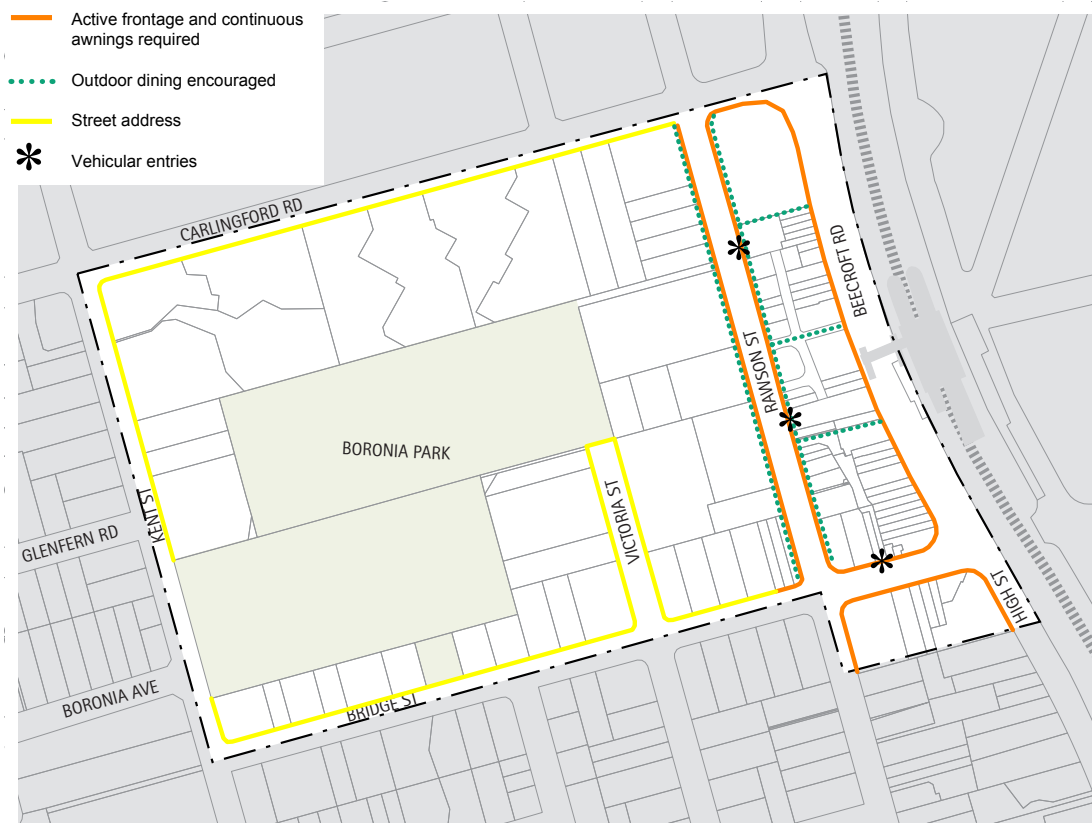 Active frontage and continuous
awnings required
Outdoor dining encouraged
Street address
Vehicular entries
CARLINGFORD RD
BEECROFT RD
RAWSON ST
BORONIA PARK
VICTORIA ST
KENT ST
GLENFERN RD
HIGH ST
BORONIA AVE
BRIDGE ST